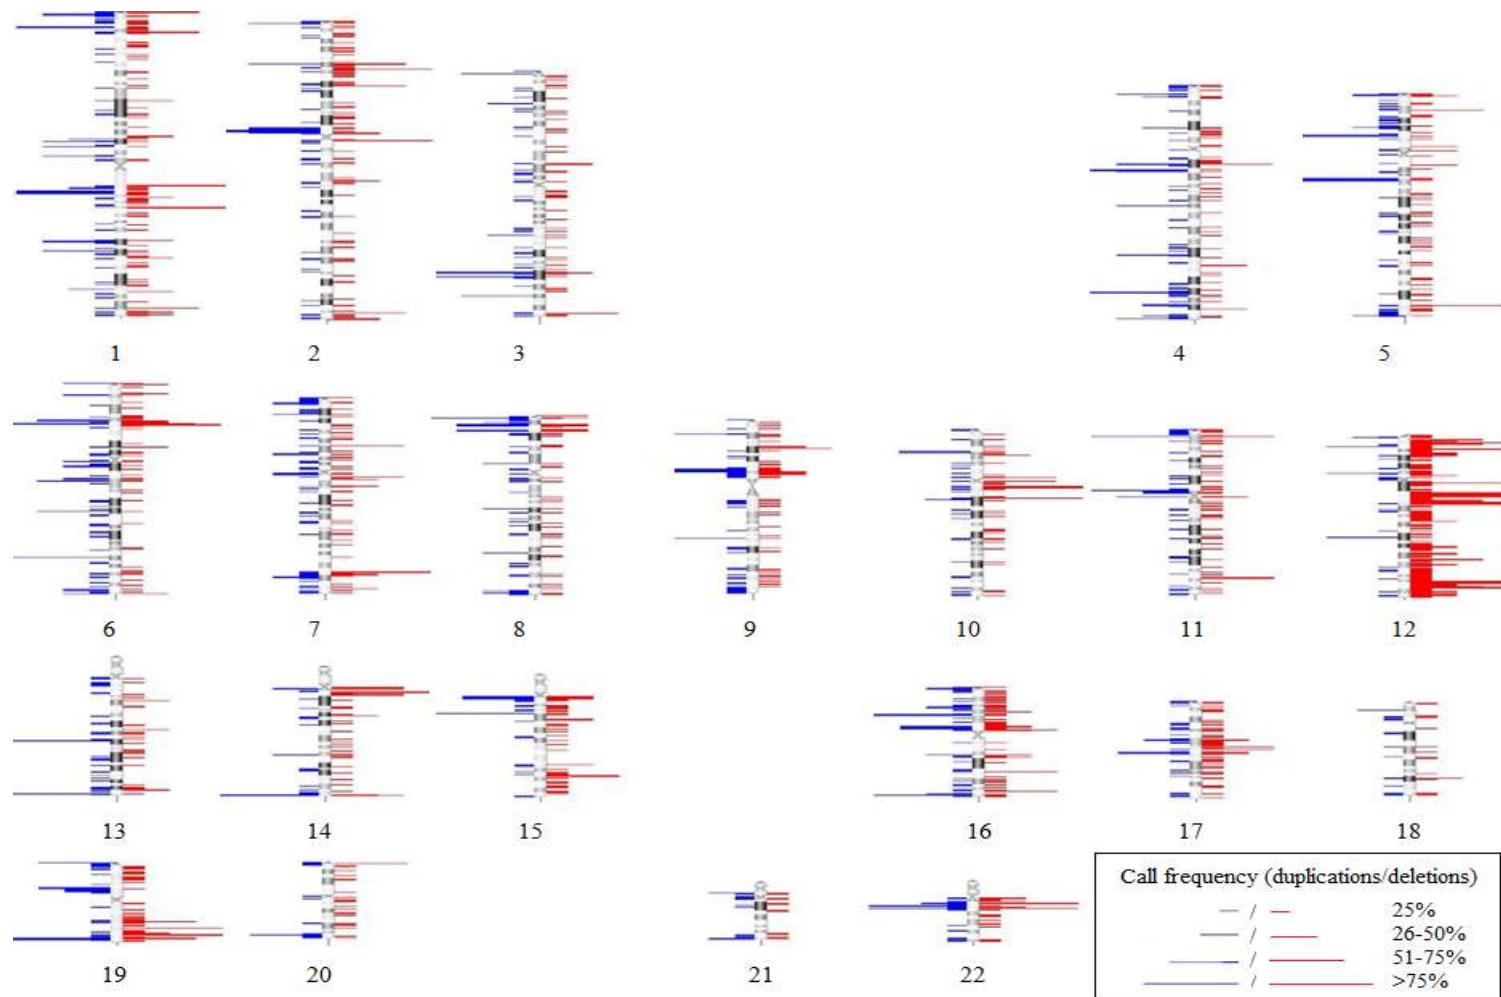 1 2 3 4 5
6 7 8 9 10 11 12
13 14 15 16 17 18
19 20 21 22
Call frequency (duplications/deletions)
/ 25%
/ 26-50%
/ 51-75%
/ >75%